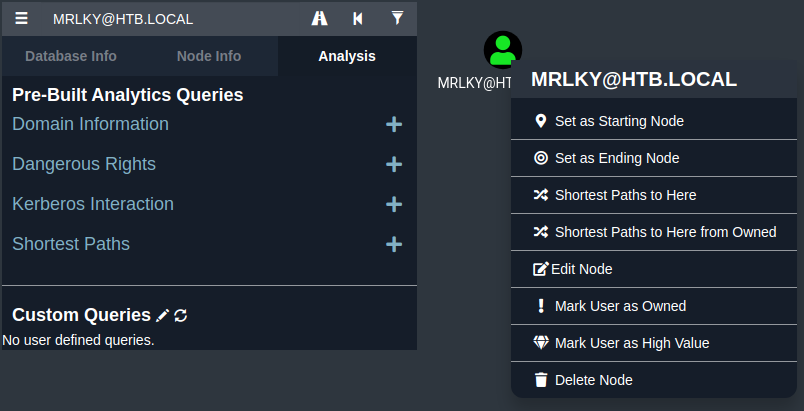 MRLKY@HTB.LOCAL
Database Info
Node Info
Analysis
Pre-Built Analytics Queries
Domain Information
Dangerous Rights
Kerberos Interaction
Shortest Paths
Custom Queries
No user defined queries.
MRLKY@HT
MRLKY@HTB.LOCAL
Set as Starting Node
Set as Ending Node
Shortest Paths to Here
Shortest Paths to Here from Owned
Edit Node
Mark User as Owned
Mark User as High Value
Delete Node